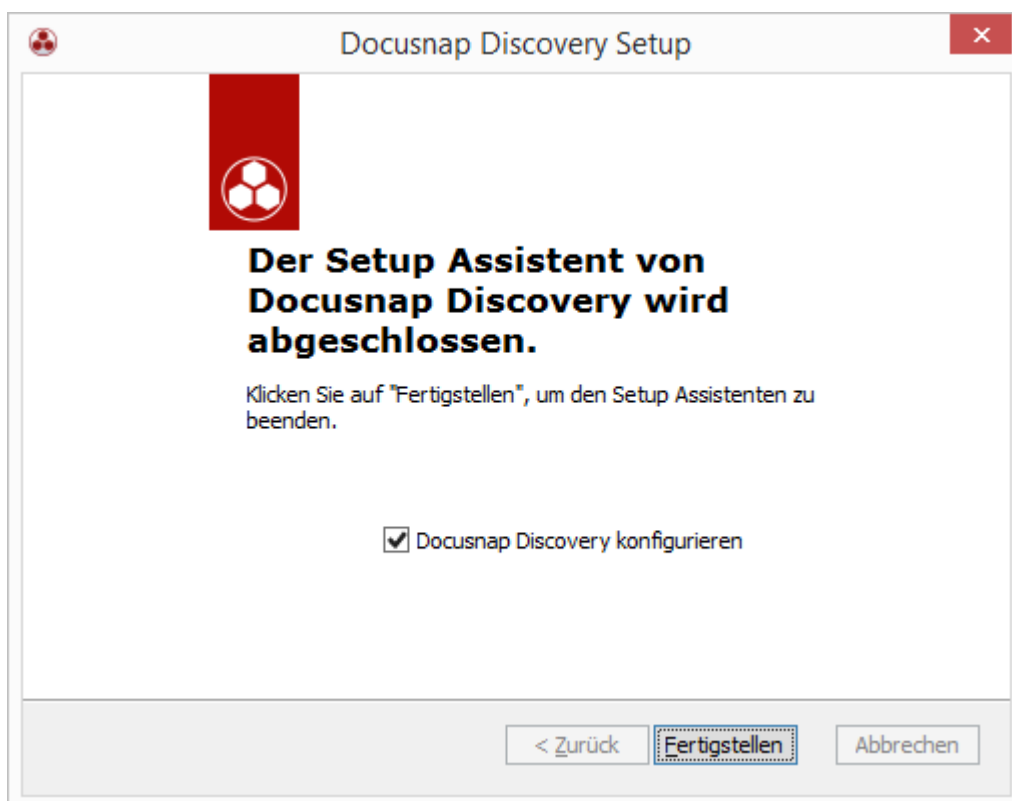 Docusnap Discovery Setup
Der Setup Assistent von
Docusnap Discovery wird
abgeschlossen.
Klicken Sie auf "Fertigstellen", um den Setup Assistenten zu
beenden.
Docusnap Discovery konfigurieren
< Zurück Fertigstellen Abbrechen